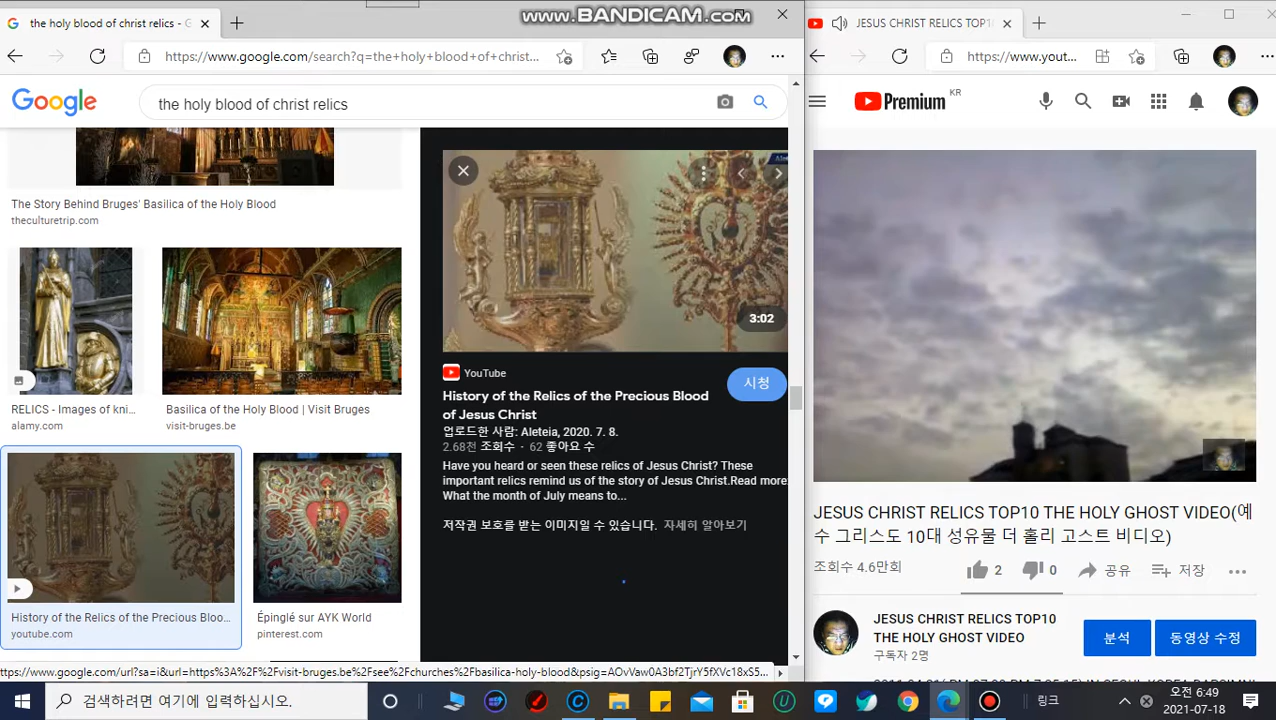 the holy blood of christ relics - G
www.BANDICAM.com
JESUS CHRIST RELICS TOP1
https://www.google.com/search?q=the+holy+blood+of+christ...
https://www.yout...
Google
the holy blood of christ relics
Premium KR
The Story Behind Bruges' Basilica of the Holy Blood
theculturetrip.com
RELICS - Images of kni...
alamy.com
Basilica of the Holy Blood | Visit Bruges
visit-bruges.be
History of the Relics of the Precious Bloo...
youtube.com
Épinglé sur AYK World
pinterest.com
3:02
YouTube
시청
History of the Relics of the Precious Blood
of Jesus Christ
업로드한 사람: Aleteia, 2020. 7. 8.
2.68천 조회수 · 62 좋아요 수
Have you heard or seen these relics of Jesus Christ? These
important relics remind us of the story of Jesus Christ.Read more
What the month of July means to...
저작권 보호를 받는 이미지일 수 있습니다. 자세히 알아보기
JESUS CHRIST RELICS TOP10 THE HOLY GHOST VIDEO(예
수 그리스도 10대 성유물 더 홀리 고스트 비디오)
조회수 4.6만회
2
0
공유
저장
JESUS CHRIST RELICS TOP10
THE HOLY GHOST VIDEO
구독자 2명
분석
동영상 수정
https://www.google.com/url?sa=i&url=https%3A%2F%2Fvisit-bruges.be%2Fsee%2Fchurches%2Fbasilica-holy-blood&psig=AOvVaw0A3bf2TjrY5fXVc18xS5...
검색하려면 여기에 입력하십시오.
링크
오전 6:49
2021-07-18